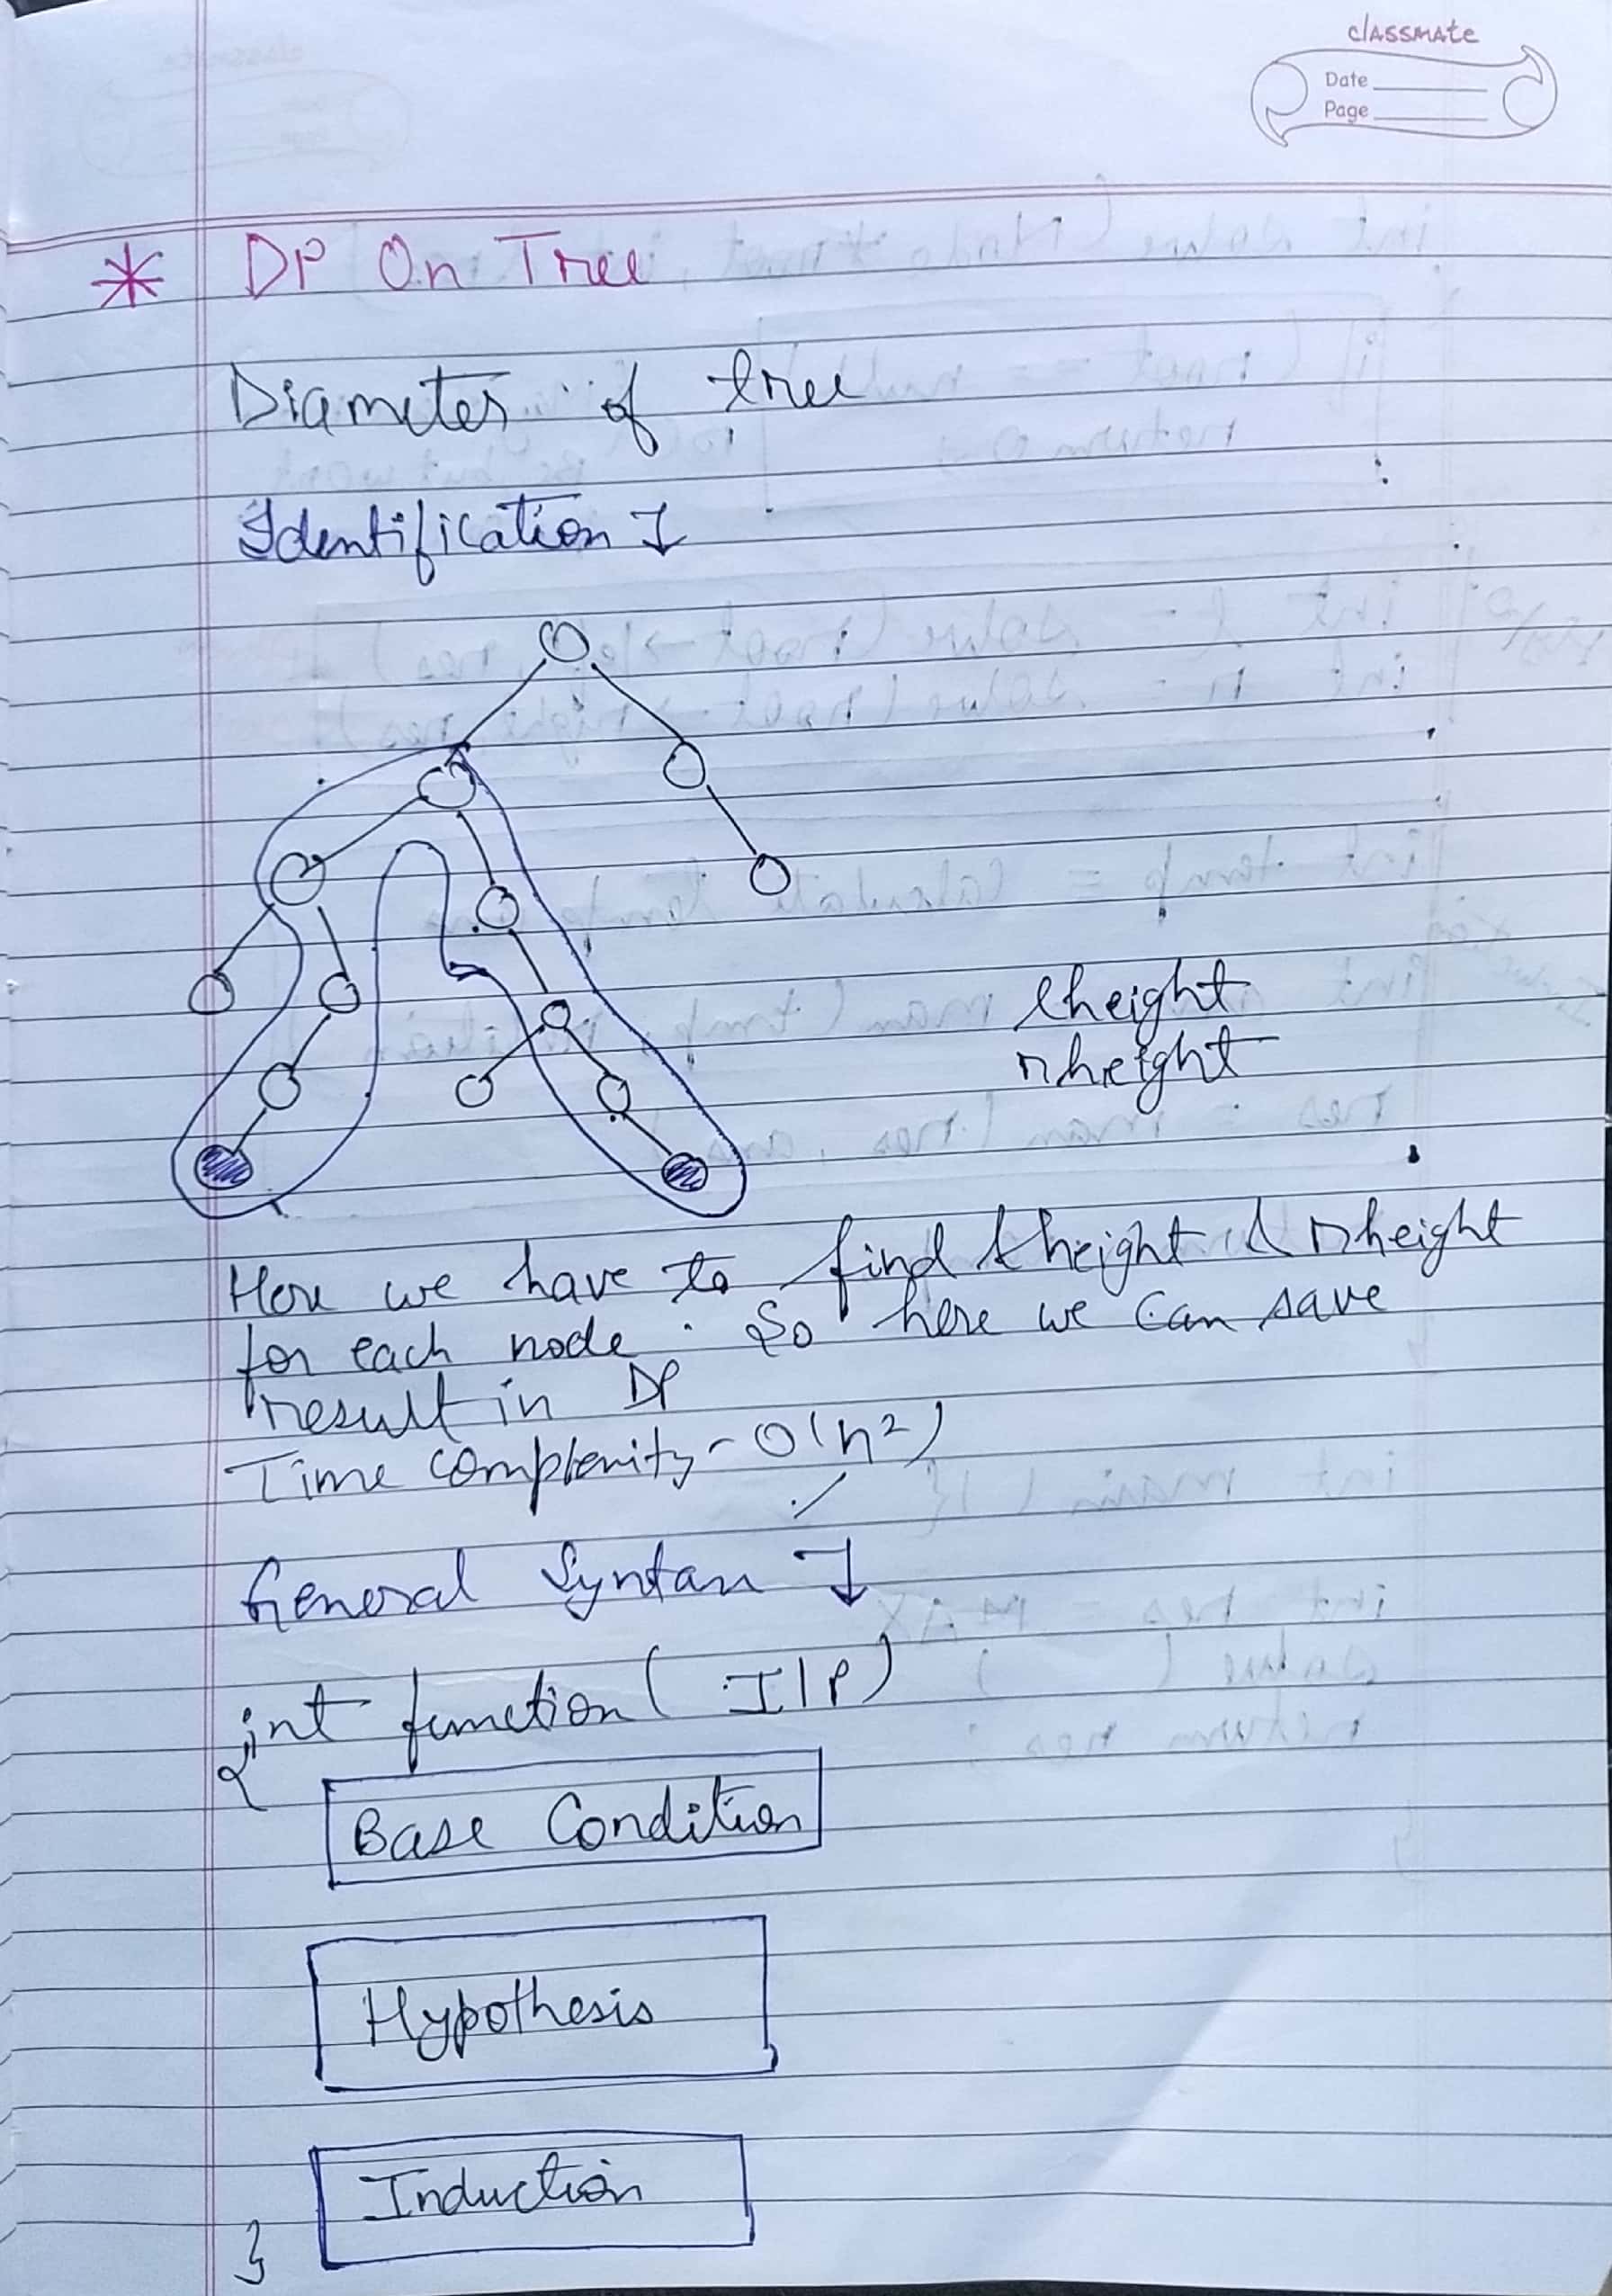 classmate
Date
Page
* DP On Tree
Diameter of tree
Identification ↓
lheight
rheight
Here we have to find lheight & rheight
for each node. So here we can save
result in DP
Time complexity - O(n²)
General Syntax ↓
int function( I/P)
{
Base Condition
Hypothesis
Induction
}